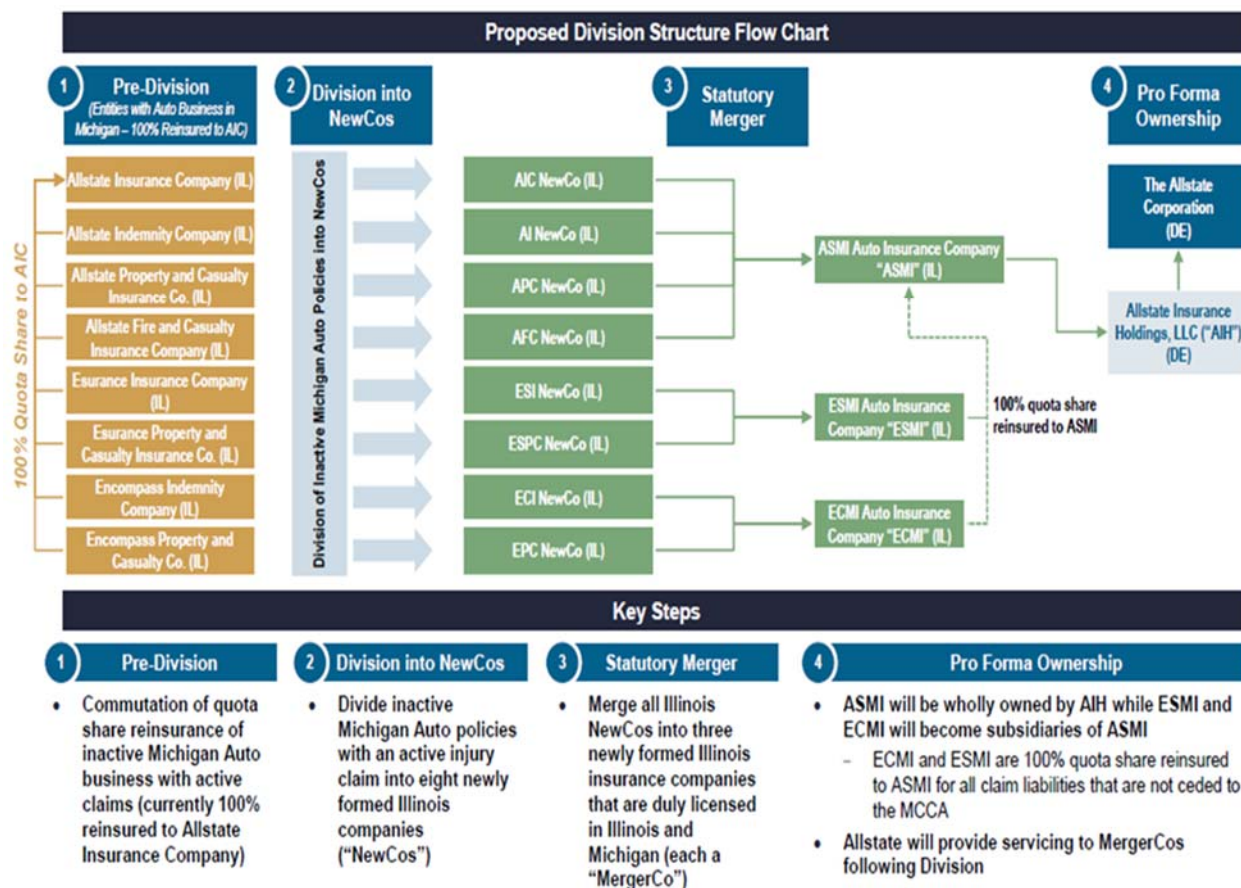 Proposed Division Structure Flow Chart
1
Pre-Division
(Entities with Auto Business in
Michigan – 100% Reinsured to AIC)
2
Division into
NewCos
3
Statutory
Merger
4
Pro Forma
Ownership
100% Quota Share to AIC
Allstate Insurance Company (IL)
Allstate Indemnity Company (IL)
Allstate Property and Casualty
Insurance Co. (IL)
Allstate Fire and Casualty
Insurance Company (IL)
Esurance Insurance Company
(IL)
Esurance Property and
Casualty Insurance Co. (IL)
Encompass Indemnity
Company (IL)
Encompass Property and
Casualty Co. (IL)
Division of Inactive Michigan Auto Policies into NewCos
AIC NewCo (IL)
AI NewCo (IL)
APC NewCo (IL)
AFC NewCo (IL)
ESI NewCo (IL)
ESPC NewCo (IL)
ECI NewCo (IL)
EPC NewCo (IL)
ASMI Auto Insurance Company
"ASMI" (IL)
ESMI Auto Insurance
Company "ESMI" (IL)
ECMI Auto Insurance
Company "ECMI" (IL)
100% quota share
reinsured to ASMI
The Allstate
Corporation
(DE)
Allstate Insurance
Holdings, LLC ("AIH")
(DE)
Key Steps
1
Pre-Division
• Commutation of quota
share reinsurance of
inactive Michigan Auto
business with active
claims (currently 100%
reinsured to Allstate
Insurance Company)
2
Division into NewCos
• Divide inactive
Michigan Auto policies
with an active injury
claim into eight newly
formed Illinois
companies
("NewCos")
3
Statutory Merger
• Merge all Illinois
NewCos into three
newly formed Illinois
insurance companies
that are duly licensed
in Illinois and
Michigan (each a
"MergerCo")
4
Pro Forma Ownership
• ASMI will be wholly owned by AIH while ESMI and
ECMI will become subsidiaries of ASMI
– ECMI and ESMI are 100% quota share reinsured
to ASMI for all claim liabilities that are not ceded to
the MCCA
• Allstate will provide servicing to MergerCos
following Division